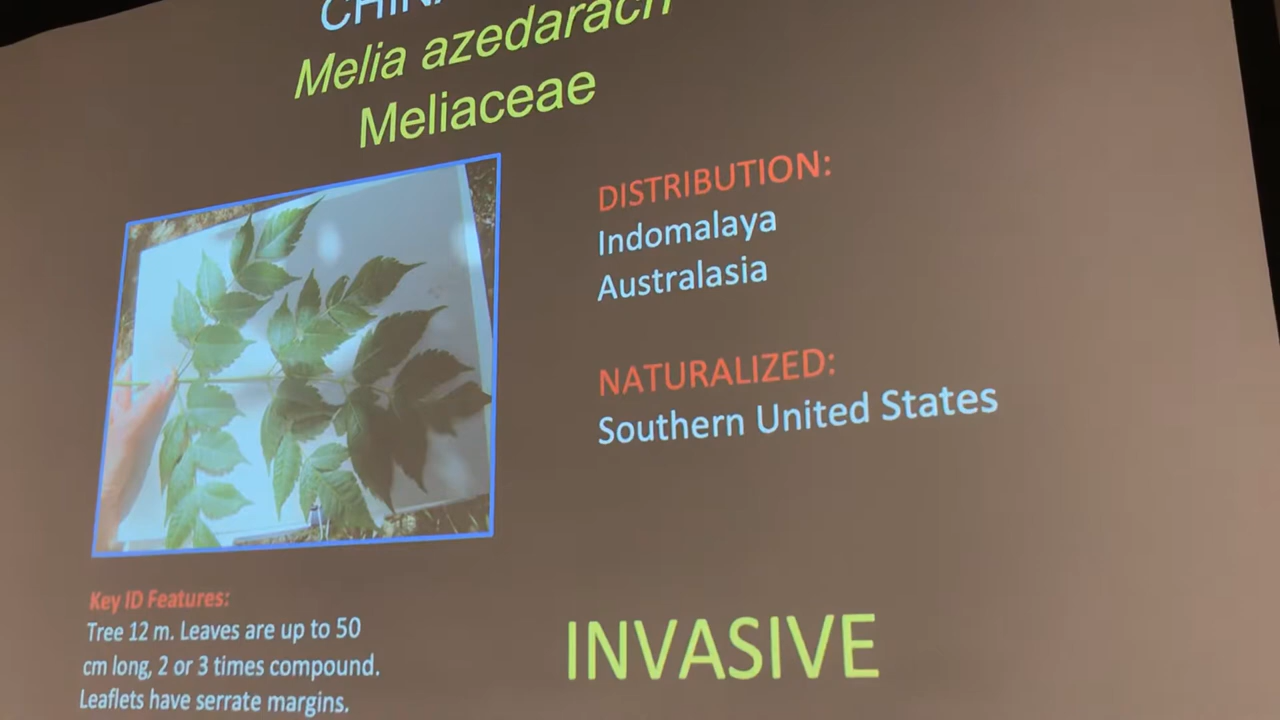 Melia azedarach
Meliaceae
DISTRIBUTION:
Indomalaya
Australasia
NATURALIZED:
Southern United States
Key ID Features:
Tree 12 m. Leaves are up to 50
cm long, 2 or 3 times compound.
Leaflets have serrate margins.
INVASIVE